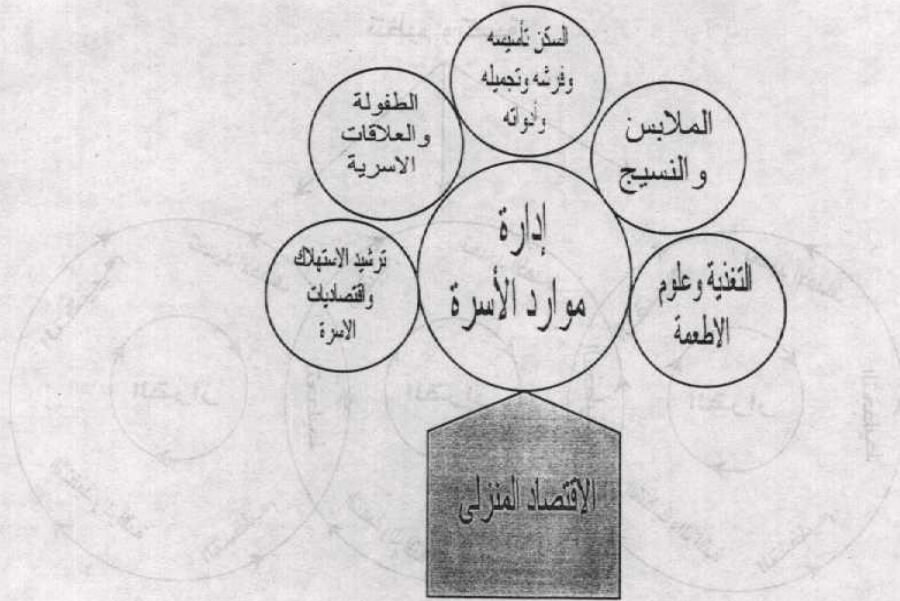 السكن تأسيسه
وفرشه وتجميله
وأدواته
الملابس
والنسيج
الطفولة
والعلاقات
الاسرية
إدارة
موارد الأسرة
التغذية وعلوم
الاطعمة
ترشيد الاستهلاك
واقتصاديات
الاسرة
الاقتصاد المنزلى